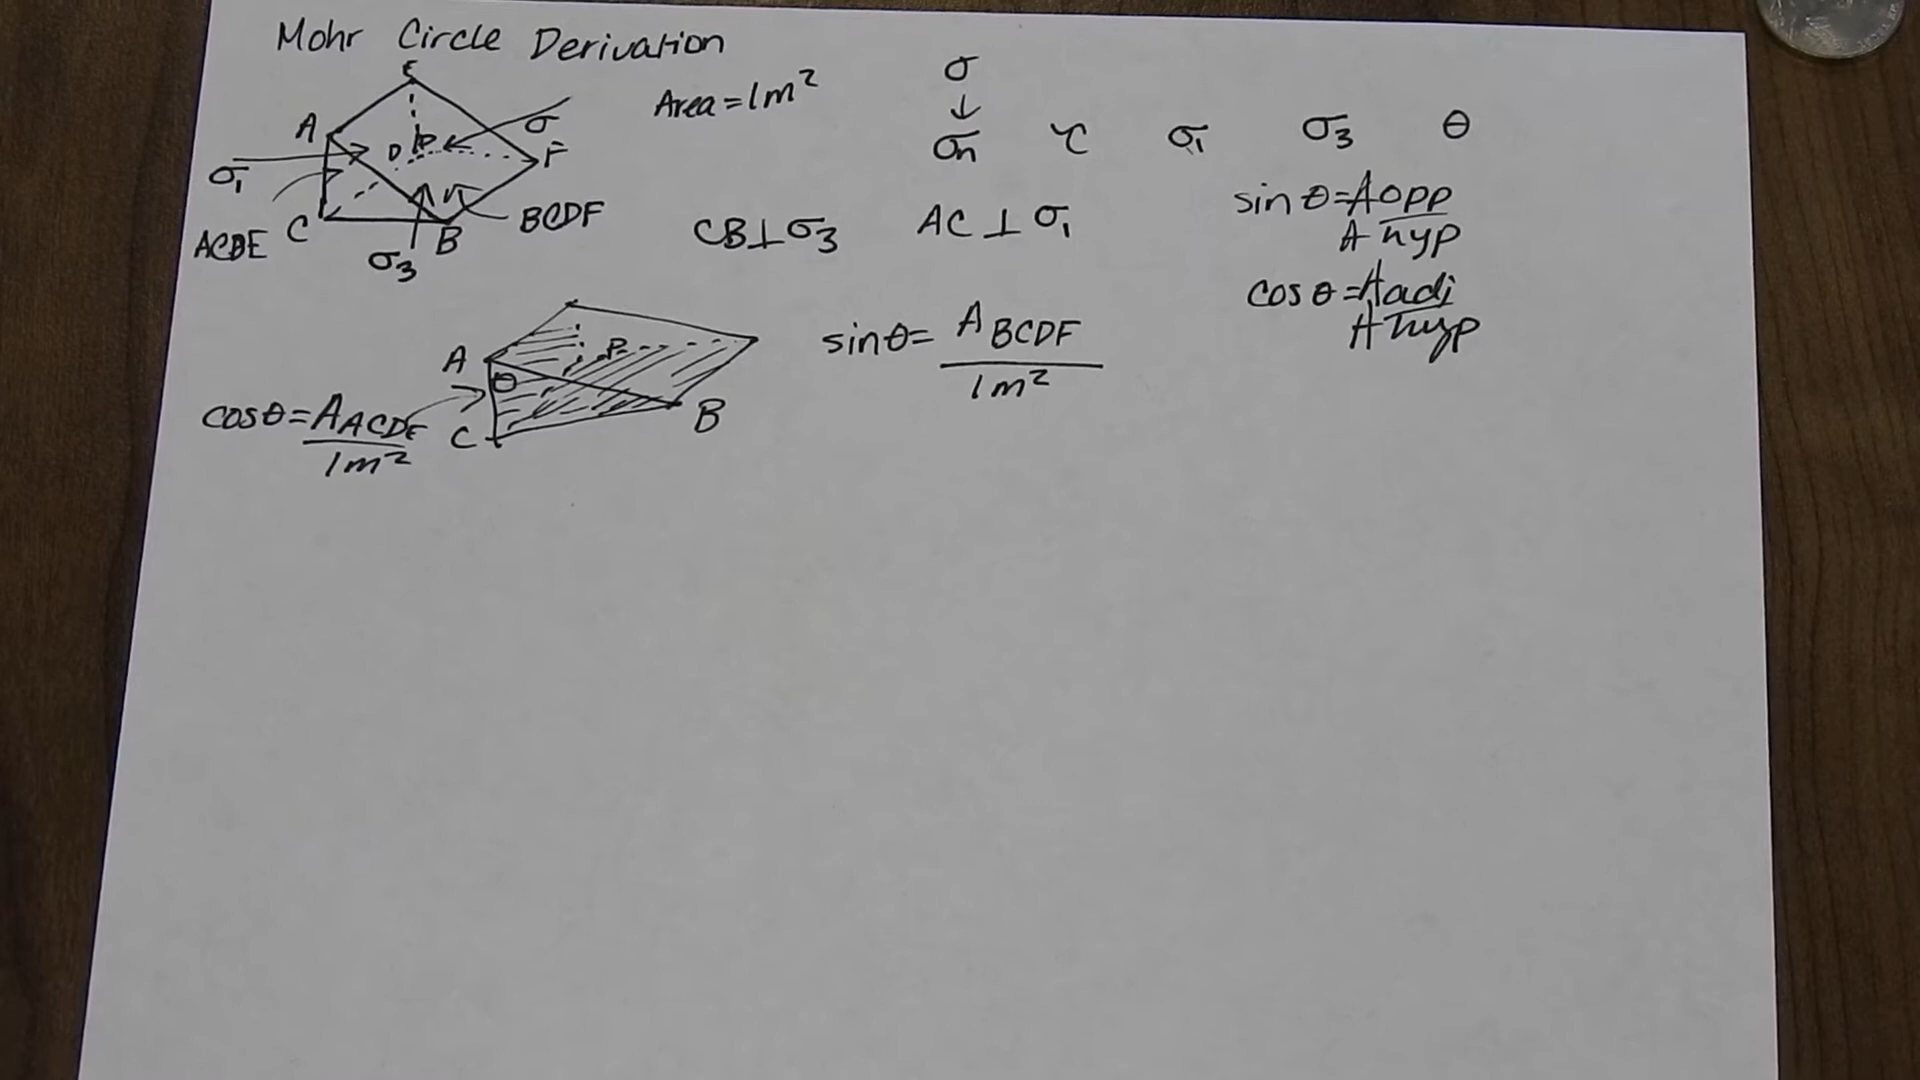 Mohr Circle Derivation
E
A
D
P
σ
F
σ₁
ACDE
C
B
BCDF
σ₃
Area = 1m²
σ
↓
σn τ σ₁ σ₃ θ
CB ⊥ σ₃
AC ⊥ σ₁
sin θ = A opp
A hyp
cos θ = A adj
A hyp
A
θ
P
C
B
cos θ = A ACDE
1m²
sin θ = A BCDF
1m²